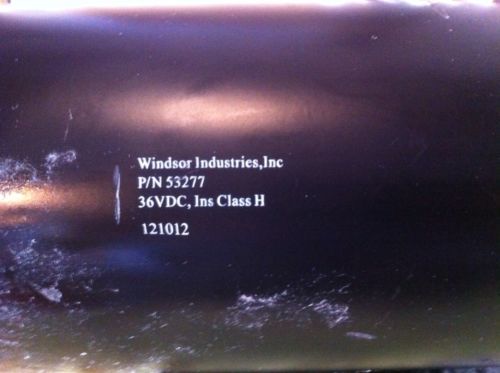 Windsor Industries,Inc
P/N 53277
36VDC, Ins Class H
121012